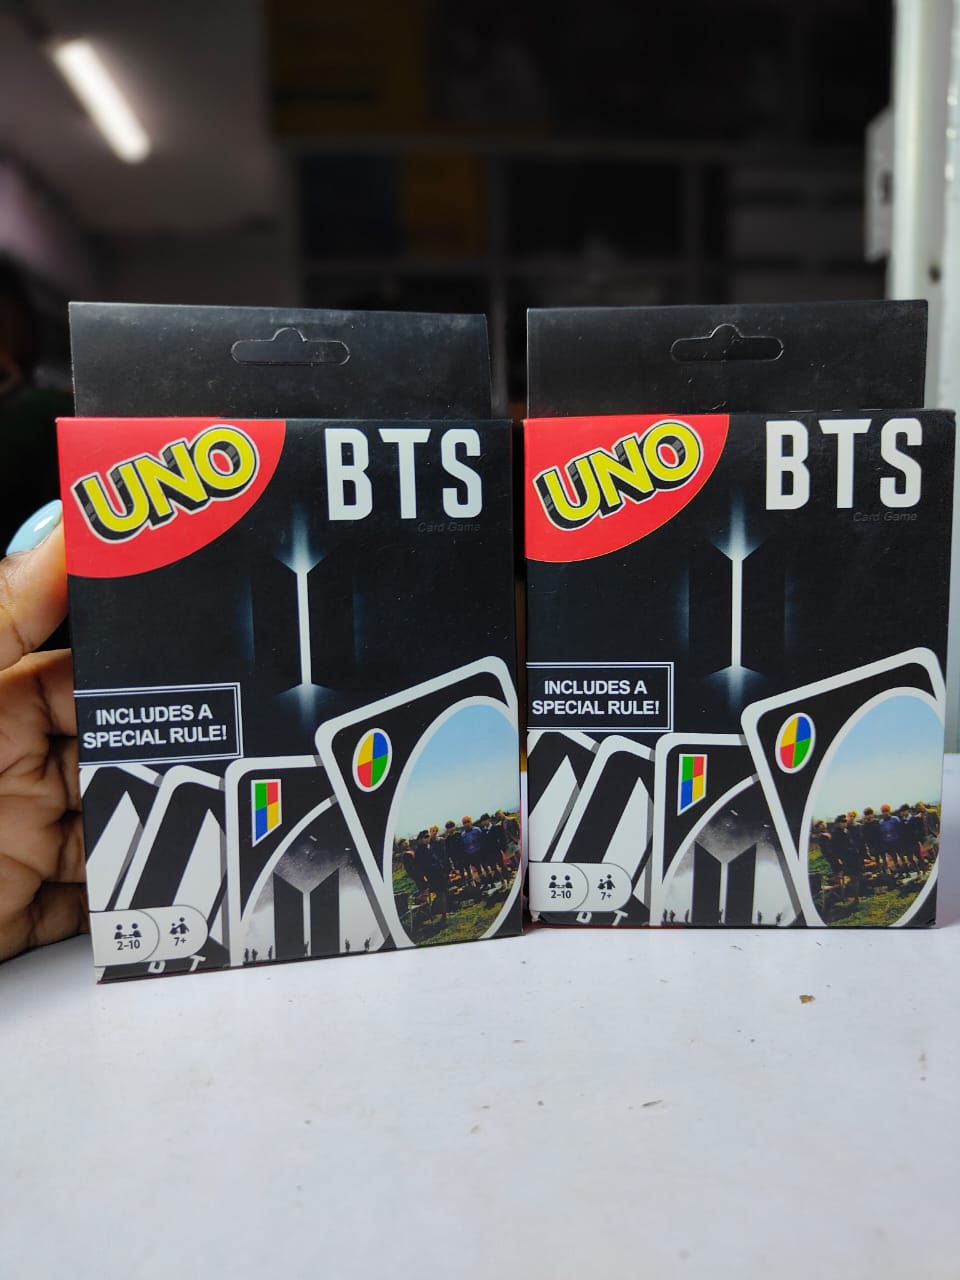 UNO
BTS
Card Game
INCLUDES A
SPECIAL RULE!
2-10
7+
UNO
BTS
Card Game
INCLUDES A
SPECIAL RULE!
2-10
7+